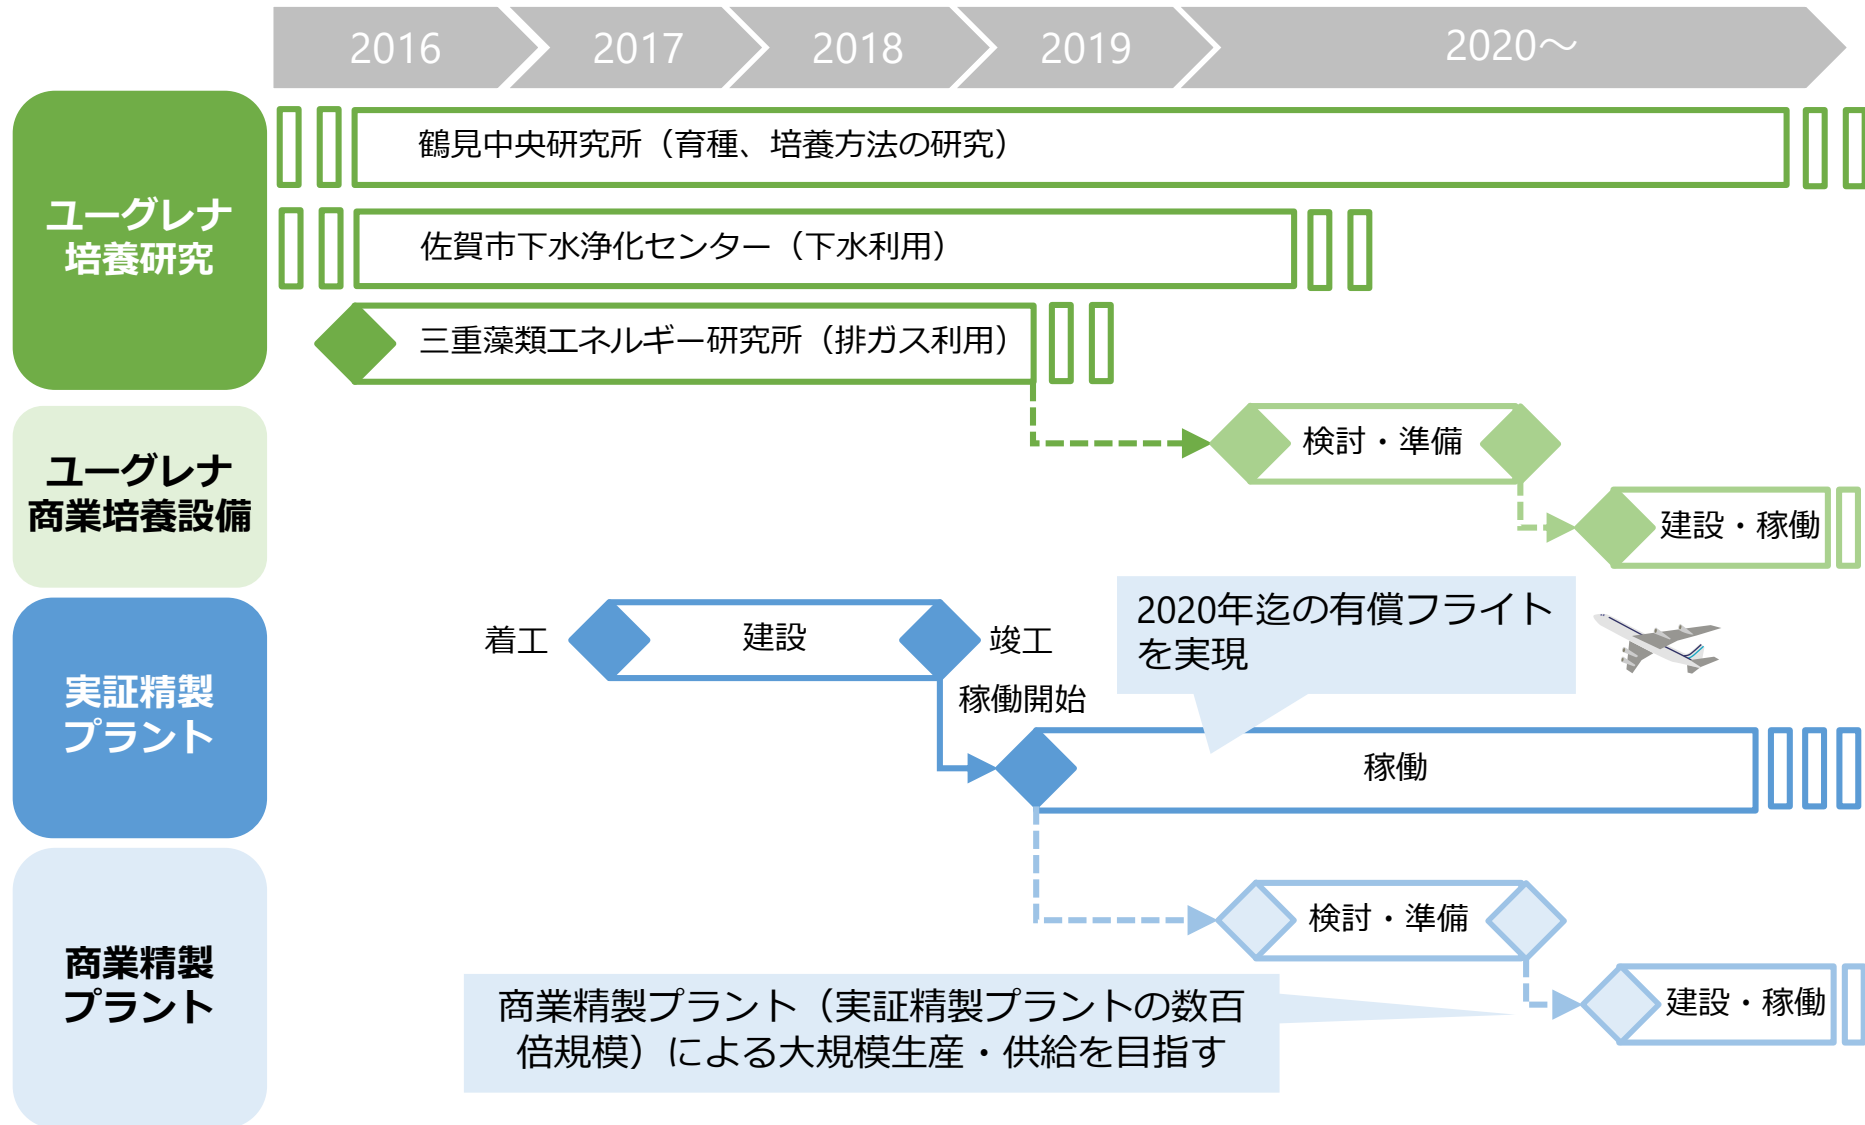 2016
2017
2018
2019
2020～
ユーグレナ
培養研究
鶴見中央研究所（育種、培養方法の研究）
佐賀市下水浄化センター（下水利用）
三重藻類エネルギー研究所（排ガス利用）
ユーグレナ
商業培養設備
検討・準備
建設・稼働
実証精製
プラント
着工
建設
竣工
稼働開始
2020年迄の有償フライト
を実現
稼働
商業精製
プラント
検討・準備
建設・稼働
商業精製プラント（実証精製プラントの数百
倍規模）による大規模生産・供給を目指す